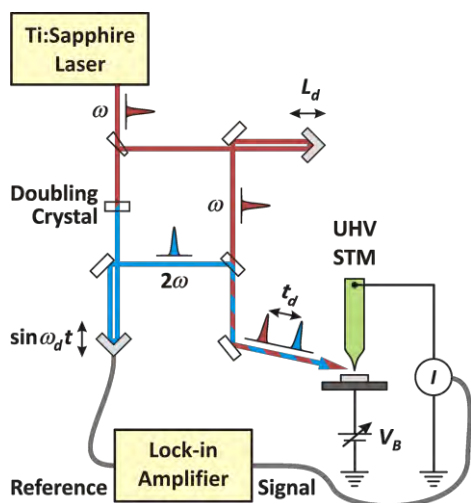 Ti:Sapphire
Laser
ω
L_d
Doubling
Crystal
ω
UHV
STM
2ω
t_d
sin ω_d t
I
V_B
Lock-in
Amplifier
Reference
Signal